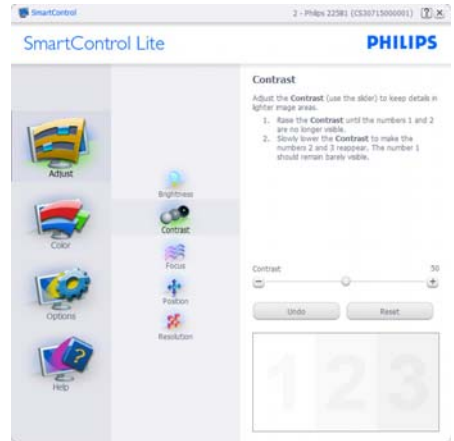 SmartControl
2 - Philips 225B1 (CS30715000001)
?
SmartControl Lite
PHILIPS
Adjust
Color
Options
Help
Brightness
Contrast
Focus
Position
Resolution
Contrast
Adjust the Contrast (use the slider) to keep details in
lighter image areas.
1. Raise the Contrast until the numbers 1 and 2
are no longer visible.
2. Slowly lower the Contrast to make the
numbers 2 and 3 reappear. The number 1
should remain barely visible.
Contrast
50
Undo
Reset
1 2 3